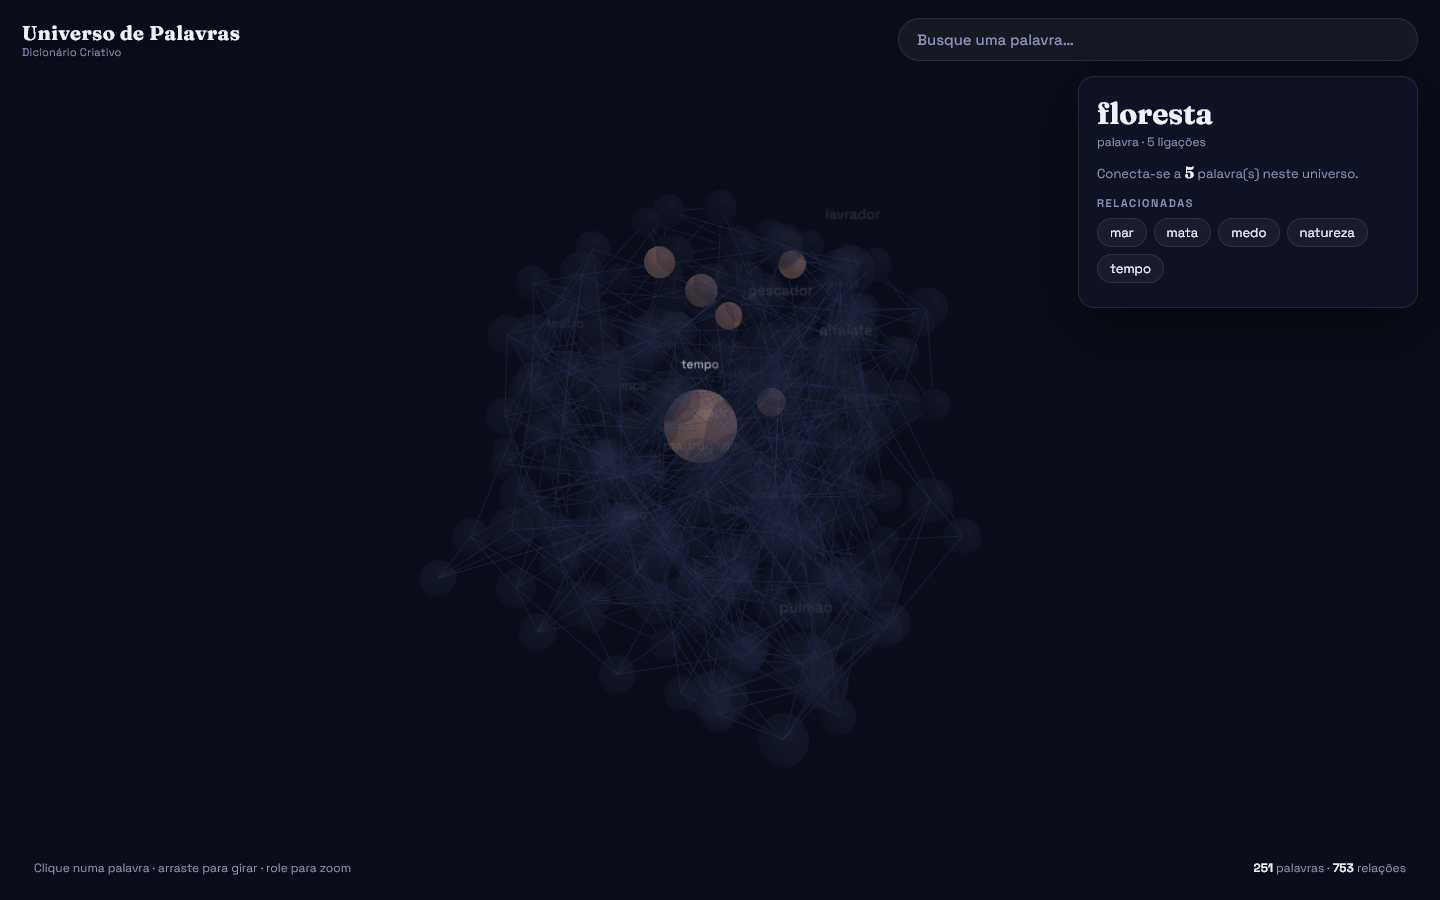 Universo de Palavras
Dicionário Criativo
Busque uma palavra…
floresta
palavra · 5 ligações
Conecta-se a 5 palavra(s) neste universo.
RELACIONADAS
mar mata medo natureza
tempo
lavrador
pescador
alfaiate
tempo
pulmão
Clique numa palavra · arraste para girar · role para zoom
251 palavras · 753 relações